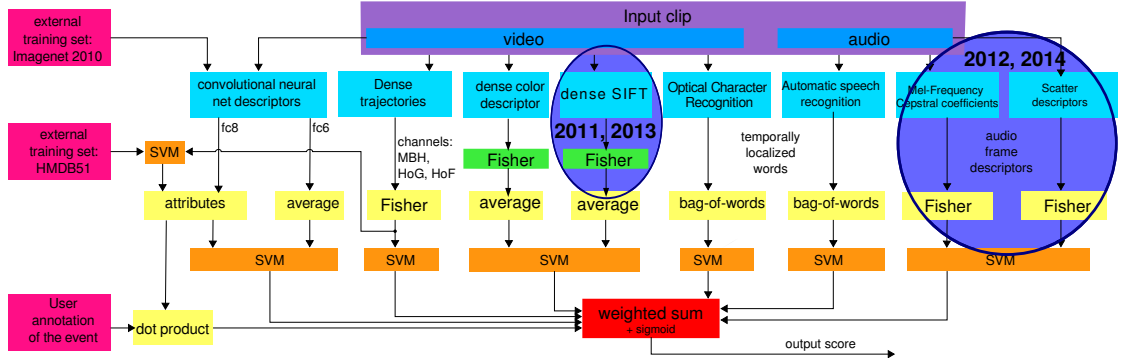 Input clip
video
audio
external
training set:
Imagenet 2010
2012, 2014
convolutional neural
net descriptors
Dense
trajectories
dense color
descriptor
dense SIFT
Optical Character
Recognition
Automatic speech
recognition
Mel-Frequency
Cepstral coefficients
Scatter
descriptors
fc8
fc6
2011, 2013
external
training set:
HMDB51
SVM
channels:
MBH,
HoG, HoF
Fisher
Fisher
temporally
localized
words
audio
frame
descriptors
attributes
average
Fisher
average
average
bag-of-words
bag-of-words
Fisher
Fisher
SVM
SVM
SVM
SVM
SVM
SVM
User
annotation
of the event
dot product
weighted sum
+ sigmoid
output score